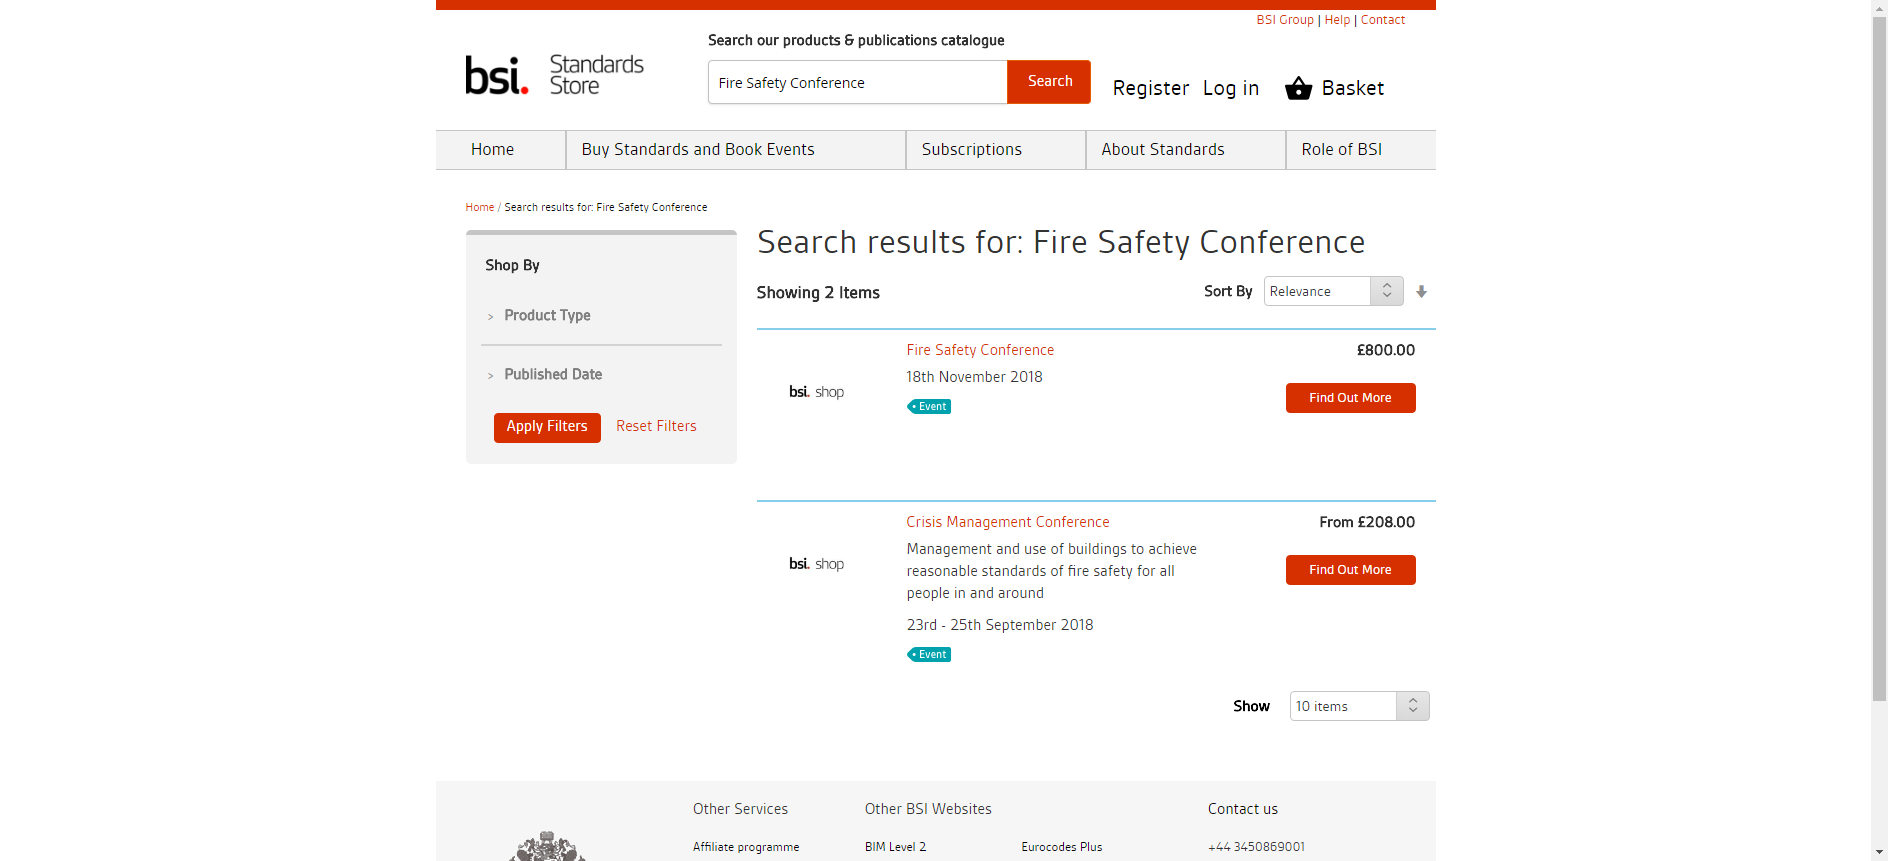 BSI Group | Help | Contact
Search our products & publications catalogue
bsi. Standards Store
Fire Safety Conference
Search
Register
Log in
Basket
Home
Buy Standards and Book Events
Subscriptions
About Standards
Role of BSI
Home / Search results for: Fire Safety Conference
Shop By
> Product Type
> Published Date
Apply Filters
Reset Filters
Search results for: Fire Safety Conference
Showing 2 Items
Sort By
Relevance
bsi. shop
Fire Safety Conference
18th November 2018
Event
£800.00
Find Out More
bsi. shop
Crisis Management Conference
Management and use of buildings to achieve
reasonable standards of fire safety for all
people in and around
23rd - 25th September 2018
Event
From £208.00
Find Out More
Show
10 items
Other Services
Affiliate programme
Other BSI Websites
BIM Level 2
Eurocodes Plus
Contact us
+44 3450869001